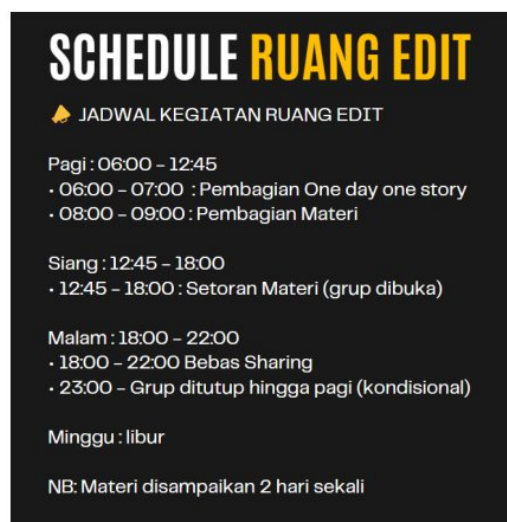 SCHEDULE RUANG EDIT
📣 JADWAL KEGIATAN RUANG EDIT
Pagi : 06:00 – 12:45
• 06:00 – 07:00 : Pembagian One day one story
• 08:00 – 09:00 : Pembagian Materi
Siang : 12:45 – 18:00
• 12:45 – 18:00 : Setoran Materi (grup dibuka)
Malam : 18:00 – 22:00
• 18:00 – 22:00 Bebas Sharing
• 23:00 – Grup ditutup hingga pagi (kondisional)
Minggu : libur
NB: Materi disampaikan 2 hari sekali